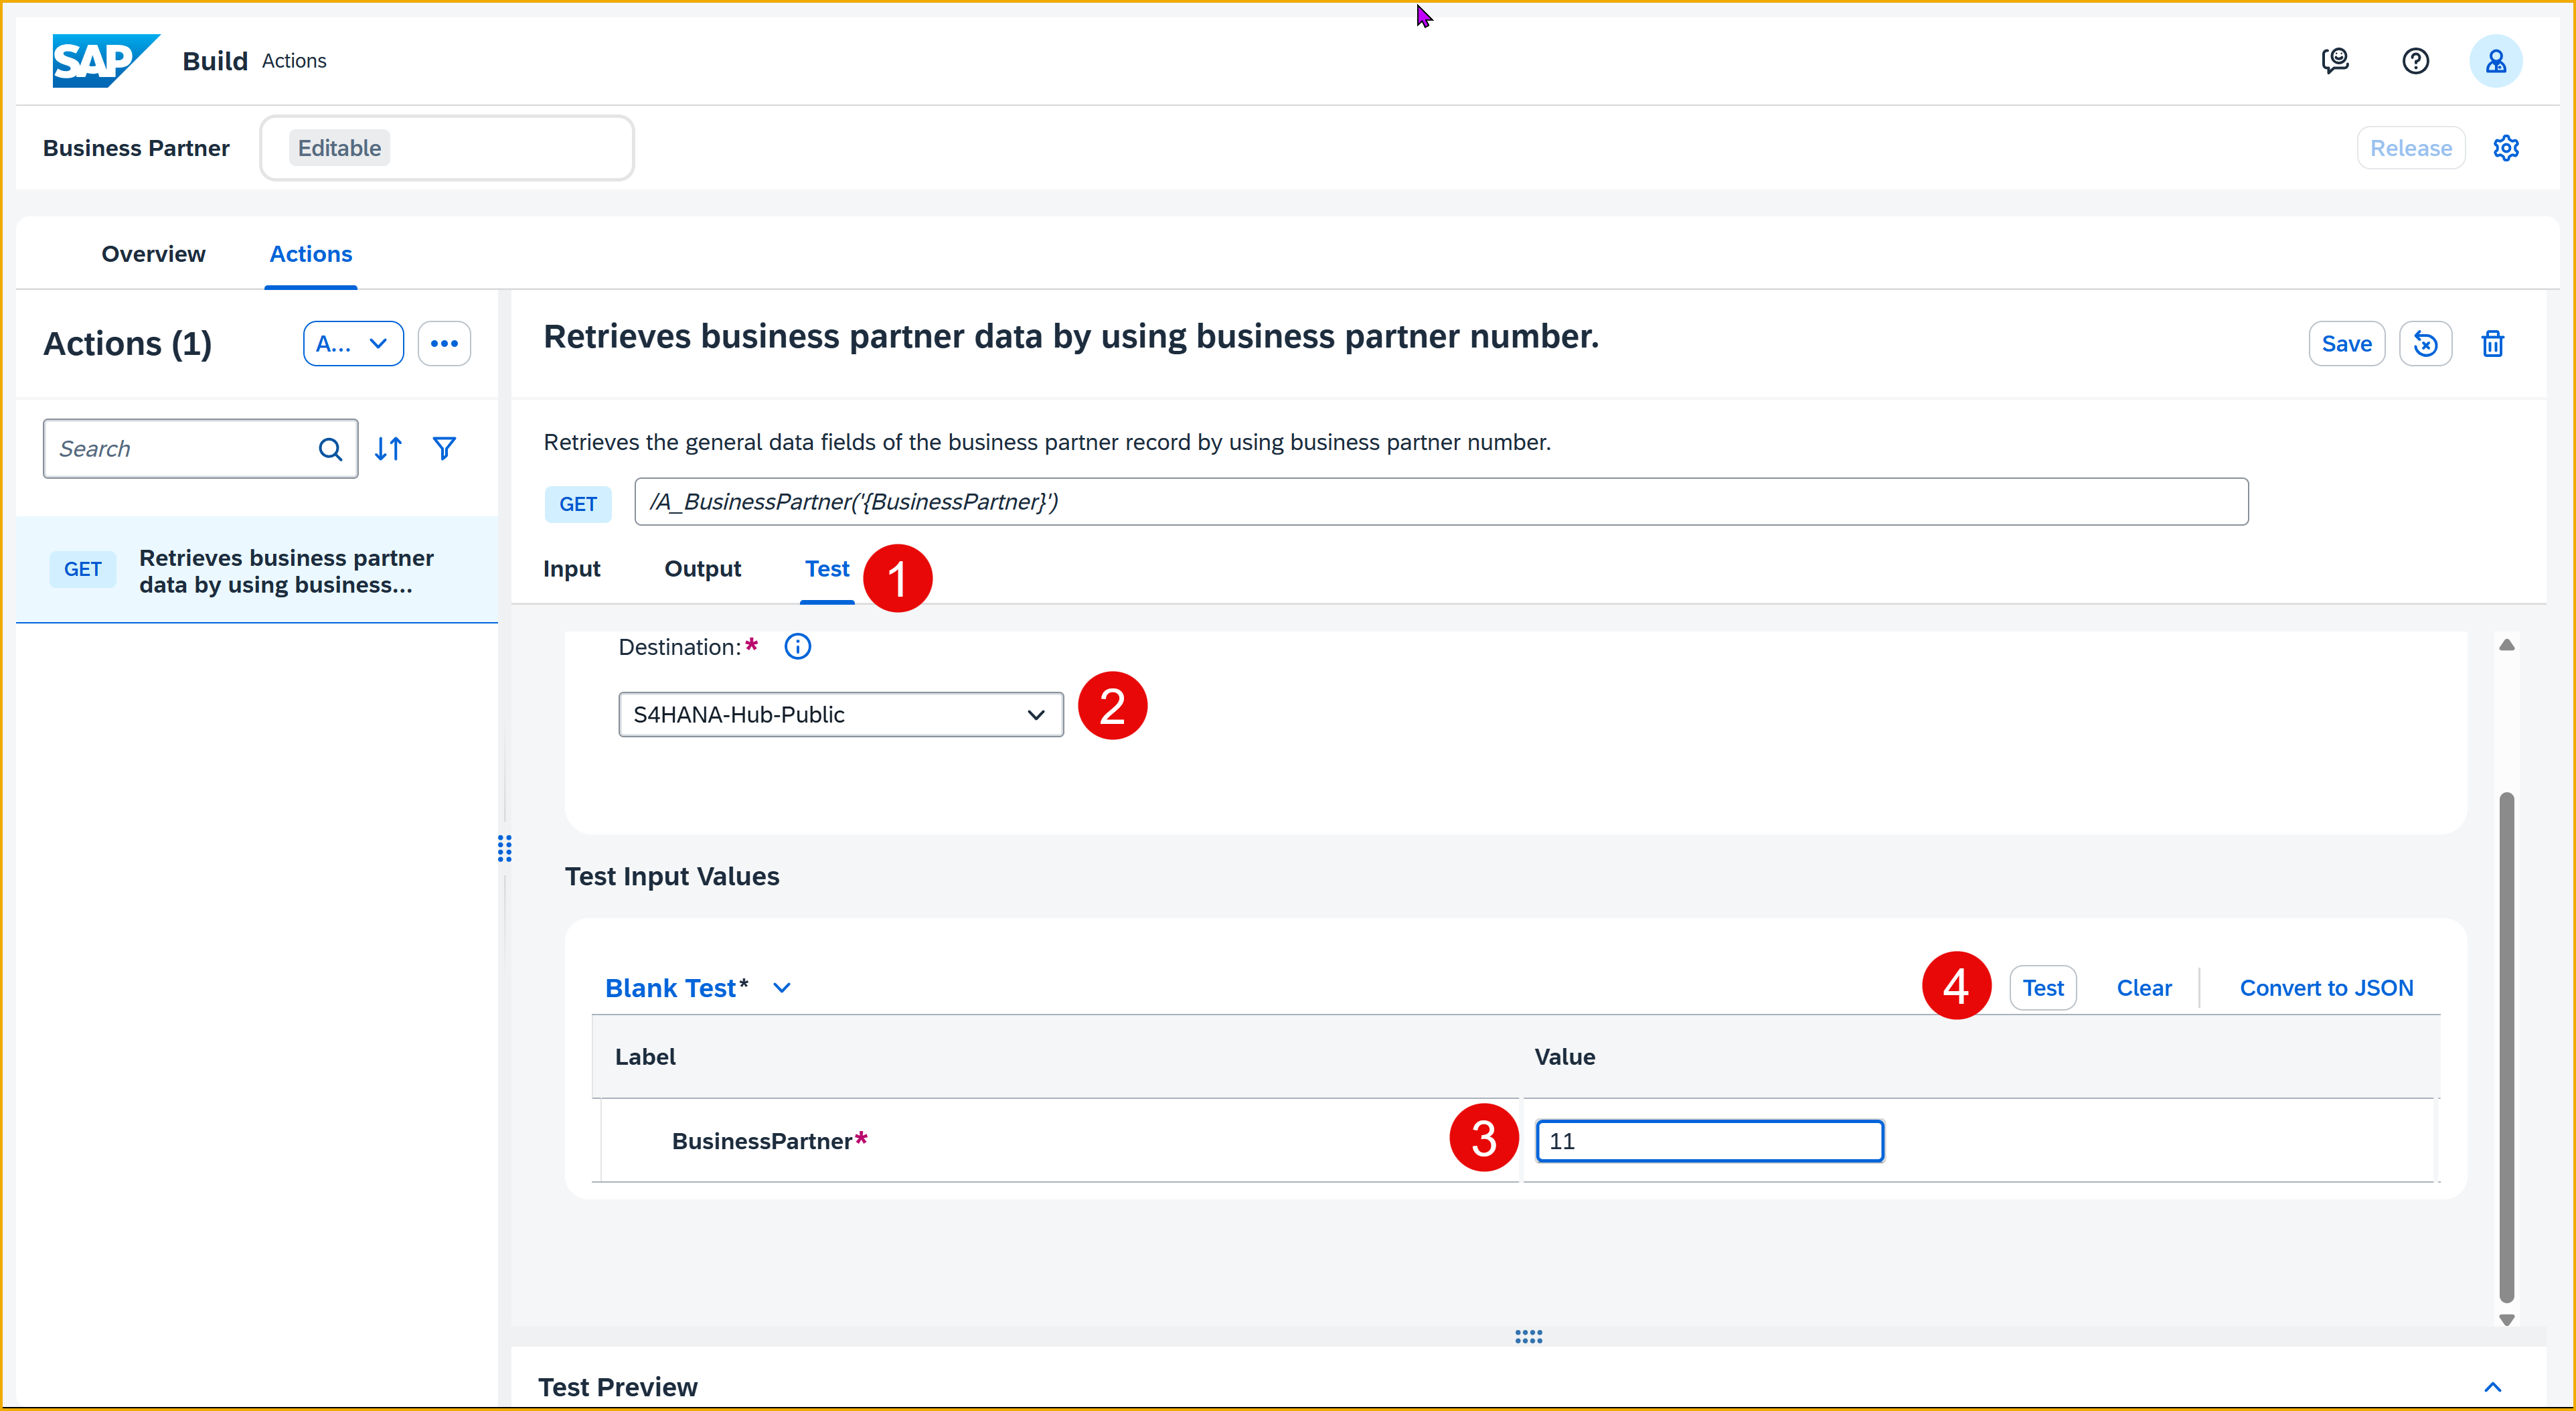 SAP Build Actions
Business Partner Editable Release
Overview Actions
Actions (1) A... Retrieves business partner data by using business partner number. Save
Search
Retrieves the general data fields of the business partner record by using business partner number.
GET /A_BusinessPartner('{BusinessPartner}')
GET Retrieves business partner
data by using business...
Input Output Test 1
Destination:*
S4HANA-Hub-Public 2
Test Input Values
Blank Test* 4 Test Clear Convert to JSON
Label Value
BusinessPartner* 3 11
Test Preview